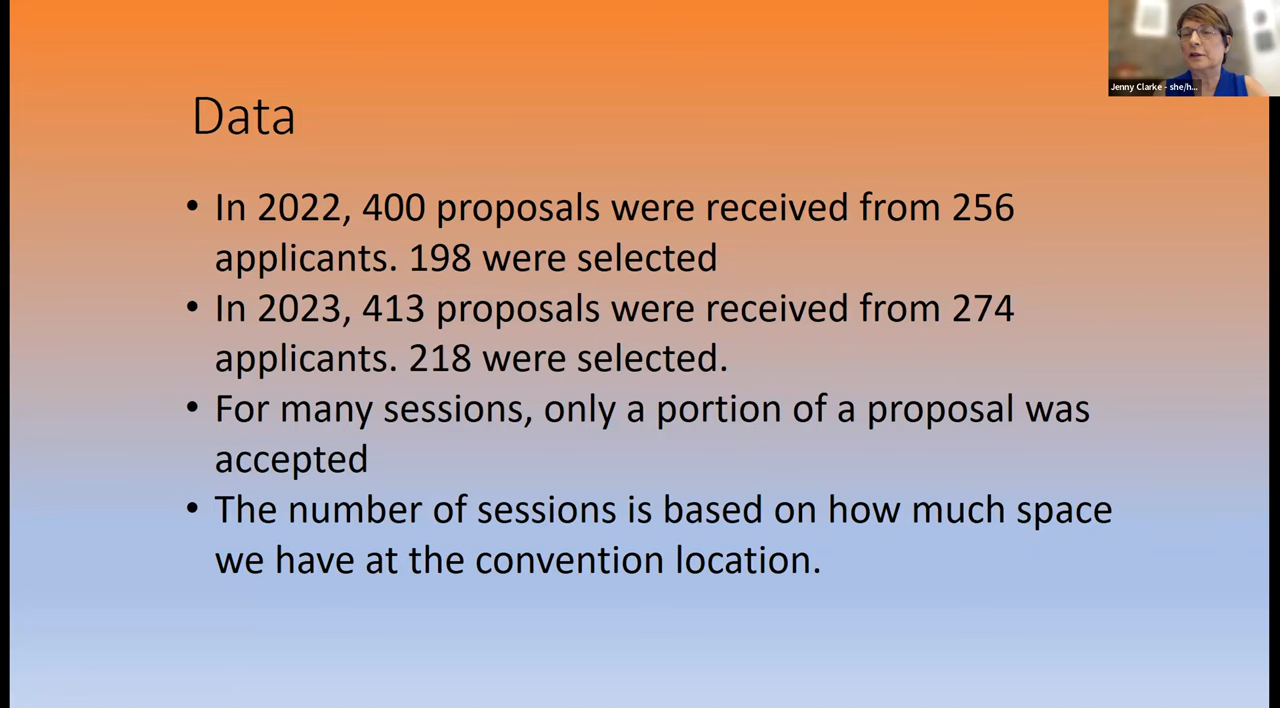 Jenny Clarke - she/h...
Data
• In 2022, 400 proposals were received from 256
applicants. 198 were selected
• In 2023, 413 proposals were received from 274
applicants. 218 were selected.
• For many sessions, only a portion of a proposal was
accepted
• The number of sessions is based on how much space
we have at the convention location.